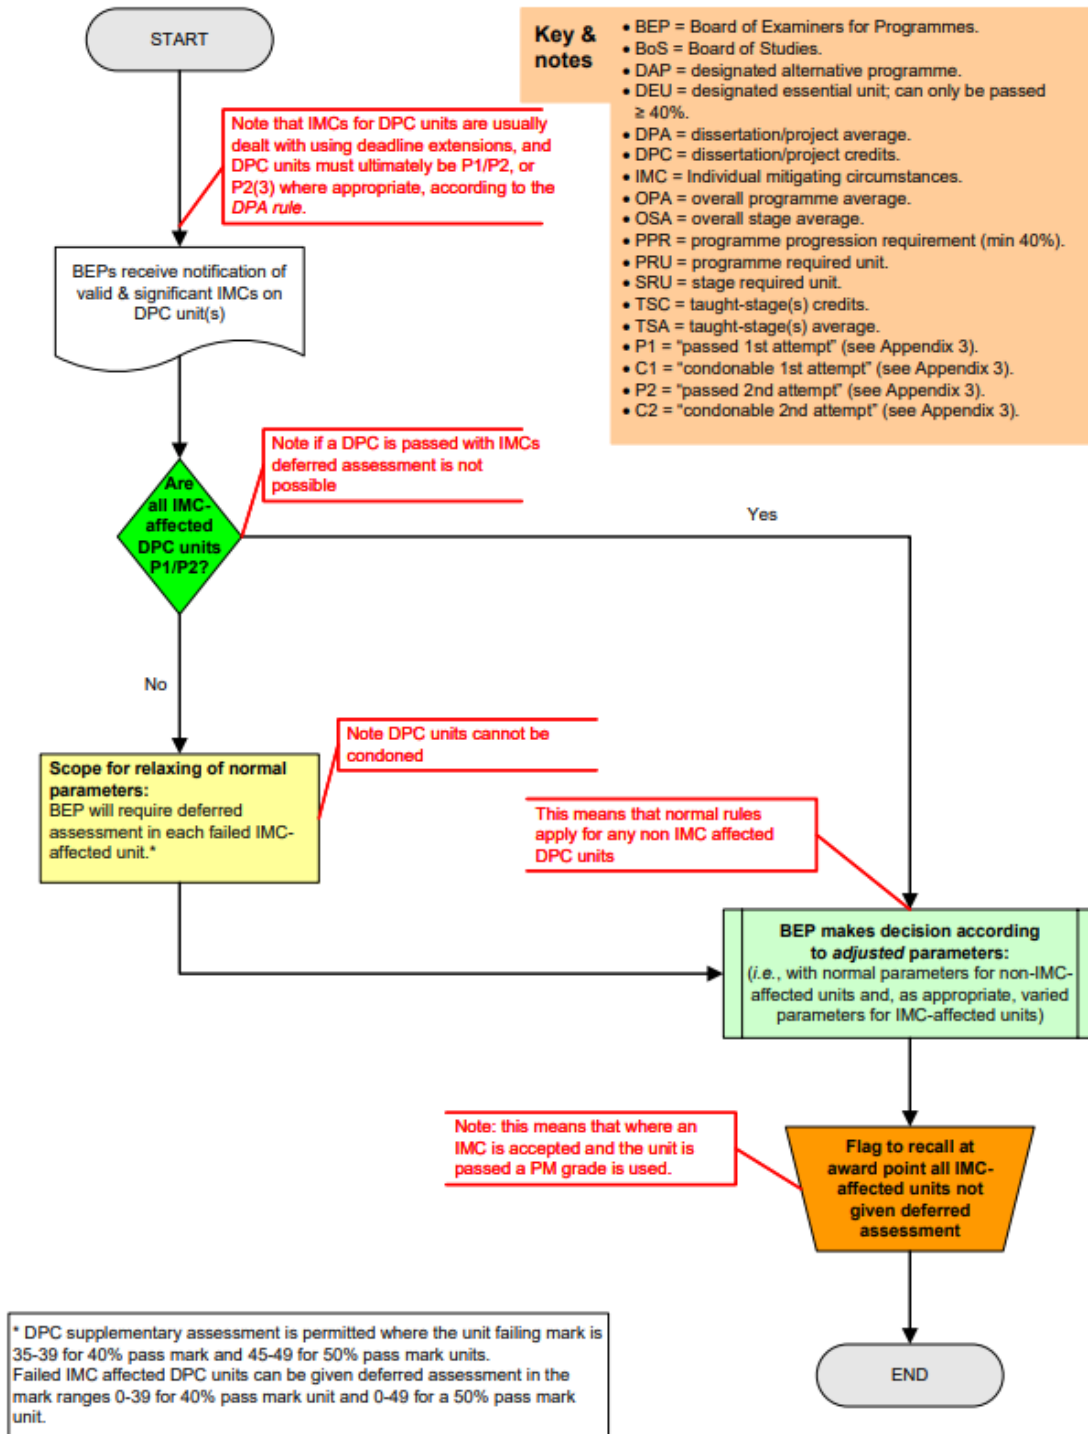 START
Key &
notes
• BEP = Board of Examiners for Programmes.
• BoS = Board of Studies.
• DAP = designated alternative programme.
• DEU = designated essential unit; can only be passed
≥ 40%.
• DPA = dissertation/project average.
• DPC = dissertation/project credits.
• IMC = Individual mitigating circumstances.
• OPA = overall programme average.
• OSA = overall stage average.
• PPR = programme progression requirement (min 40%).
• PRU = programme required unit.
• SRU = stage required unit.
• TSC = taught-stage(s) credits.
• TSA = taught-stage(s) average.
• P1 = “passed 1st attempt” (see Appendix 3).
• C1 = “condonable 1st attempt” (see Appendix 3).
• P2 = “passed 2nd attempt” (see Appendix 3).
• C2 = “condonable 2nd attempt” (see Appendix 3).
Note that IMCs for DPC units are usually
dealt with using deadline extensions, and
DPC units must ultimately be P1/P2, or
P2(3) where appropriate, according to the
DPA rule.
BEPs receive notification of
valid & significant IMCs on
DPC unit(s)
Note if a DPC is passed with IMCs
deferred assessment is not
possible
Are
all IMC-
affected
DPC units
P1/P2?
Yes
No
Note DPC units cannot be
condoned
Scope for relaxing of normal
parameters:
BEP will require deferred
assessment in each failed IMC-
affected unit.*
This means that normal rules
apply for any non IMC affected
DPC units
BEP makes decision according
to adjusted parameters:
(i.e., with normal parameters for non-IMC-
affected units and, as appropriate, varied
parameters for IMC-affected units)
Note: this means that where an
IMC is accepted and the unit is
passed a PM grade is used.
Flag to recall at
award point all IMC-
affected units not
given deferred
assessment
* DPC supplementary assessment is permitted where the unit failing mark is
35-39 for 40% pass mark and 45-49 for 50% pass mark units.
Failed IMC affected DPC units can be given deferred assessment in the
mark ranges 0-39 for 40% pass mark unit and 0-49 for a 50% pass mark
unit.
END